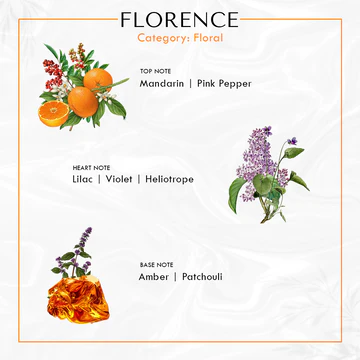 FLORENCE
Category: Floral
TOP NOTE
Mandarin | Pink Pepper
HEART NOTE
Lilac | Violet | Heliotrope
BASE NOTE
Amber | Patchouli